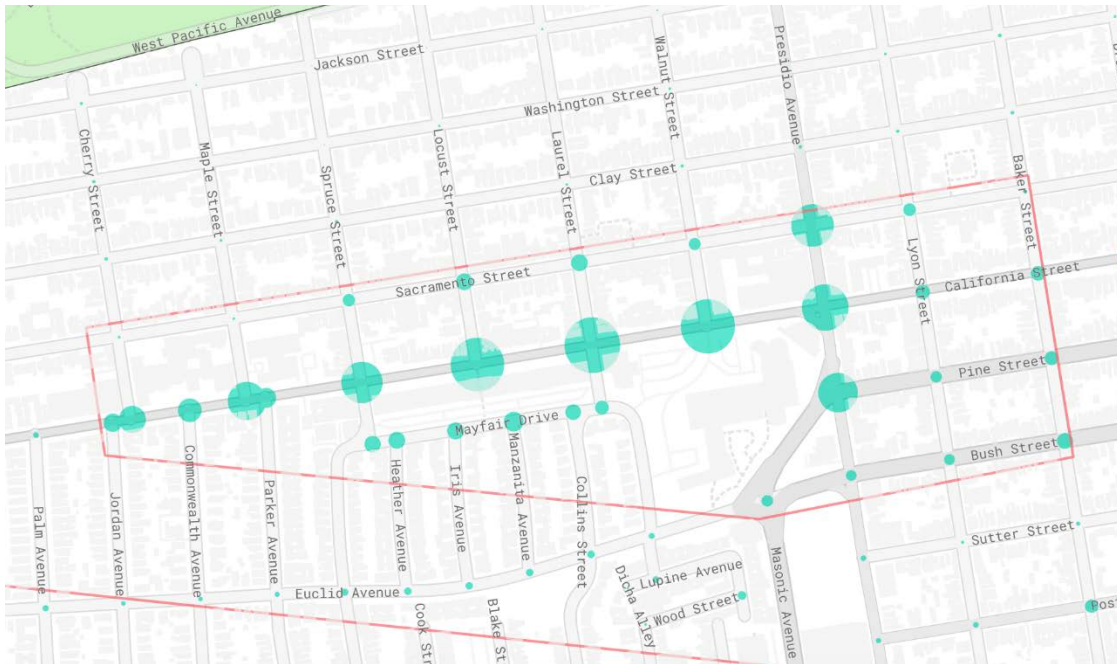 West Pacific Avenue
Jackson Street
Walnut Street
Presidio Avenue
Washington Street
Cherry Street
Maple Street
Locust Street
Laurel Street
Clay Street
Spruce Street
Baker Street
Sacramento Street
Lyon Street
California Street
Pine Street
Mayfair Drive
Bush Street
Commonwealth Avenue
Heather Avenue
Iris Avenue
Manzanita Avenue
Collins Street
Jordan Avenue
Parker Avenue
Palm Avenue
Sutter Street
Masonic Avenue
Dicha Alley
Lupine Avenue
Euclid Avenue
Wood Street
Cook Str
Blake St
Post